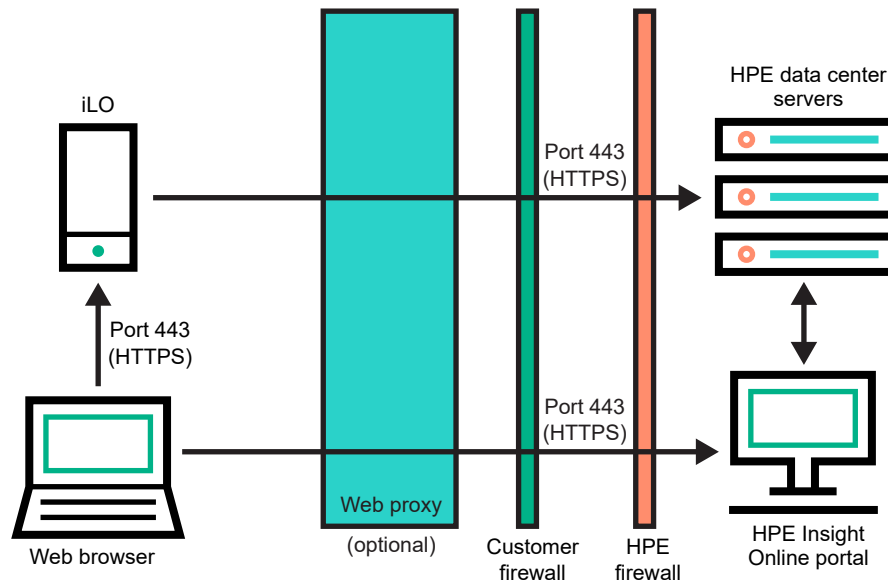 iLO
HPE data center
servers
Port 443
(HTTPS)
Port 443
(HTTPS)
Port 443
(HTTPS)
Web proxy
(optional)
Web browser
Customer
firewall
HPE
firewall
HPE Insight
Online portal